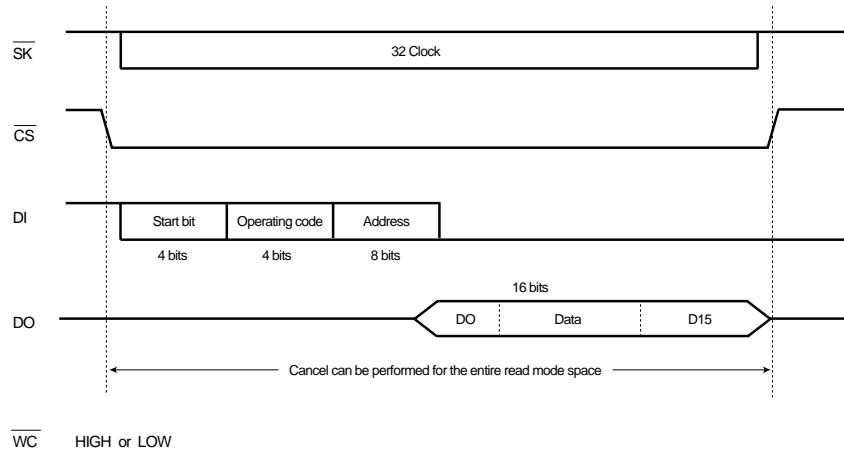 SK
32 Clock
CS
DI
Start bit
Operating code
Address
4 bits
4 bits
8 bits
16 bits
DO
DO
Data
D15
Cancel can be performed for the entire read mode space
WC HIGH or LOW